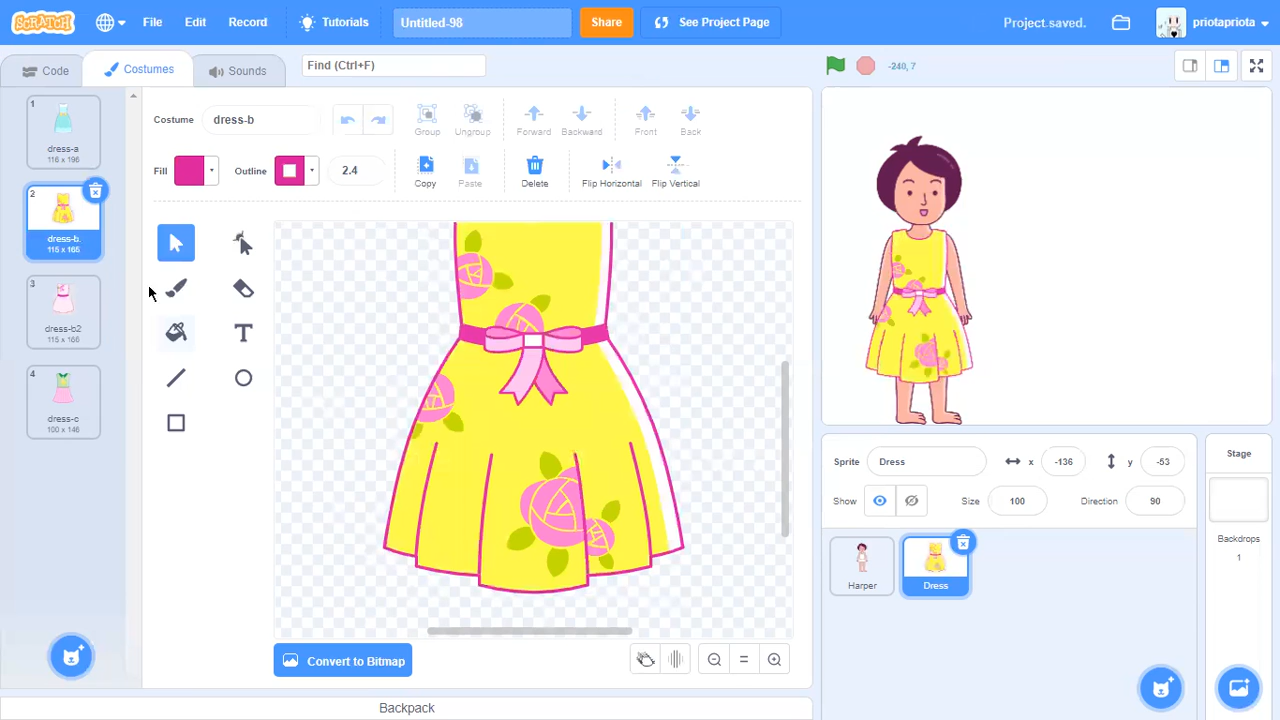 SCRATCH File Edit Record Tutorials Untitled-98 Share See Project Page Project saved. priotapriota
Code Costumes Sounds Find (Ctrl+F) -240, 7
1
dress-a
116 x 196
2
dress-b
115 x 165
3
dress-b2
115 x 166
4
dress-c
100 x 146
Costume dress-b Group Ungroup Forward Backward Front Back
Fill Outline 2.4 Copy Paste Delete Flip Horizontal Flip Vertical
T
Convert to Bitmap
Backpack
Sprite Dress x -136 y -53
Show Size 100 Direction 90
Harper Dress
Stage
Backdrops
1